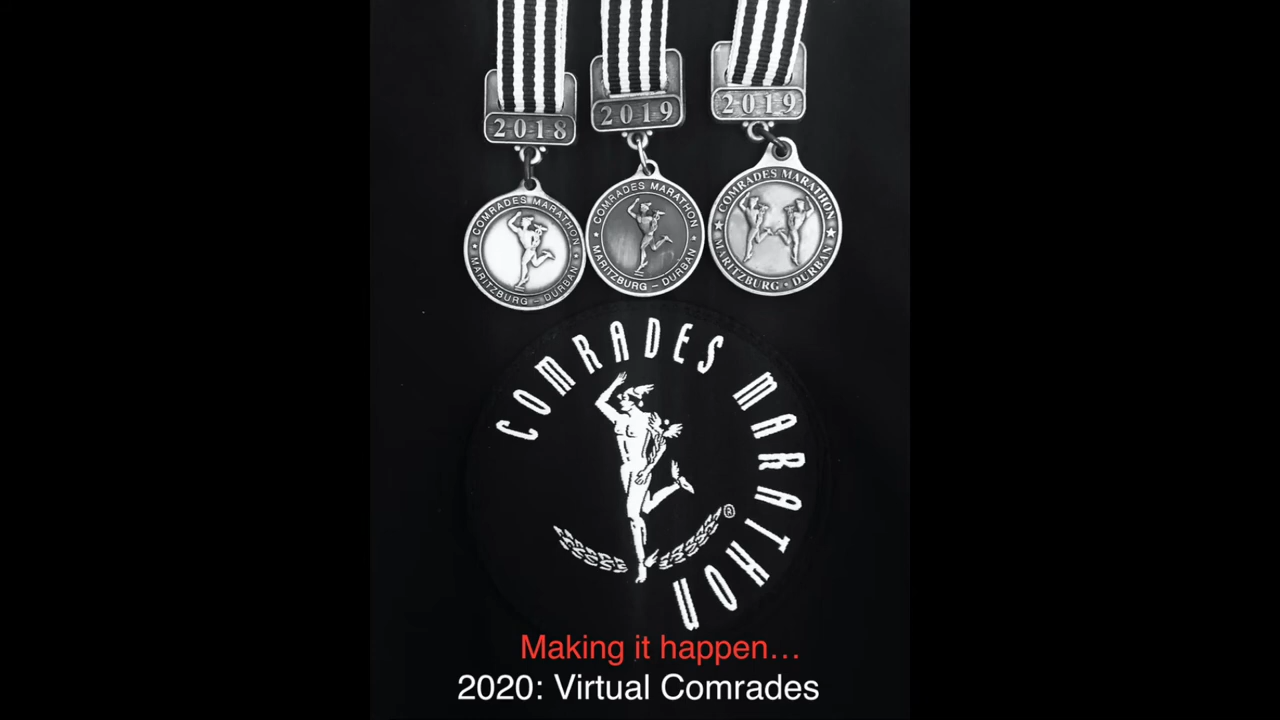 2018
2019
2019
COMRADES MARATHON
MARITZBURG – DURBAN
COMRADES MARATHON
MARITZBURG – DURBAN
COMRADES MARATHON
MARITZBURG • DURBAN
COMRADES MARATHON
®
Making it happen…
2020: Virtual Comrades